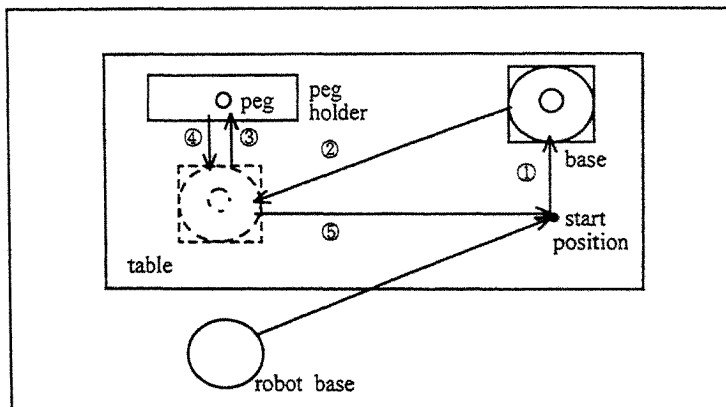 peg
peg
holder
④
③
②
①
base
⑤
start
position
table
robot base